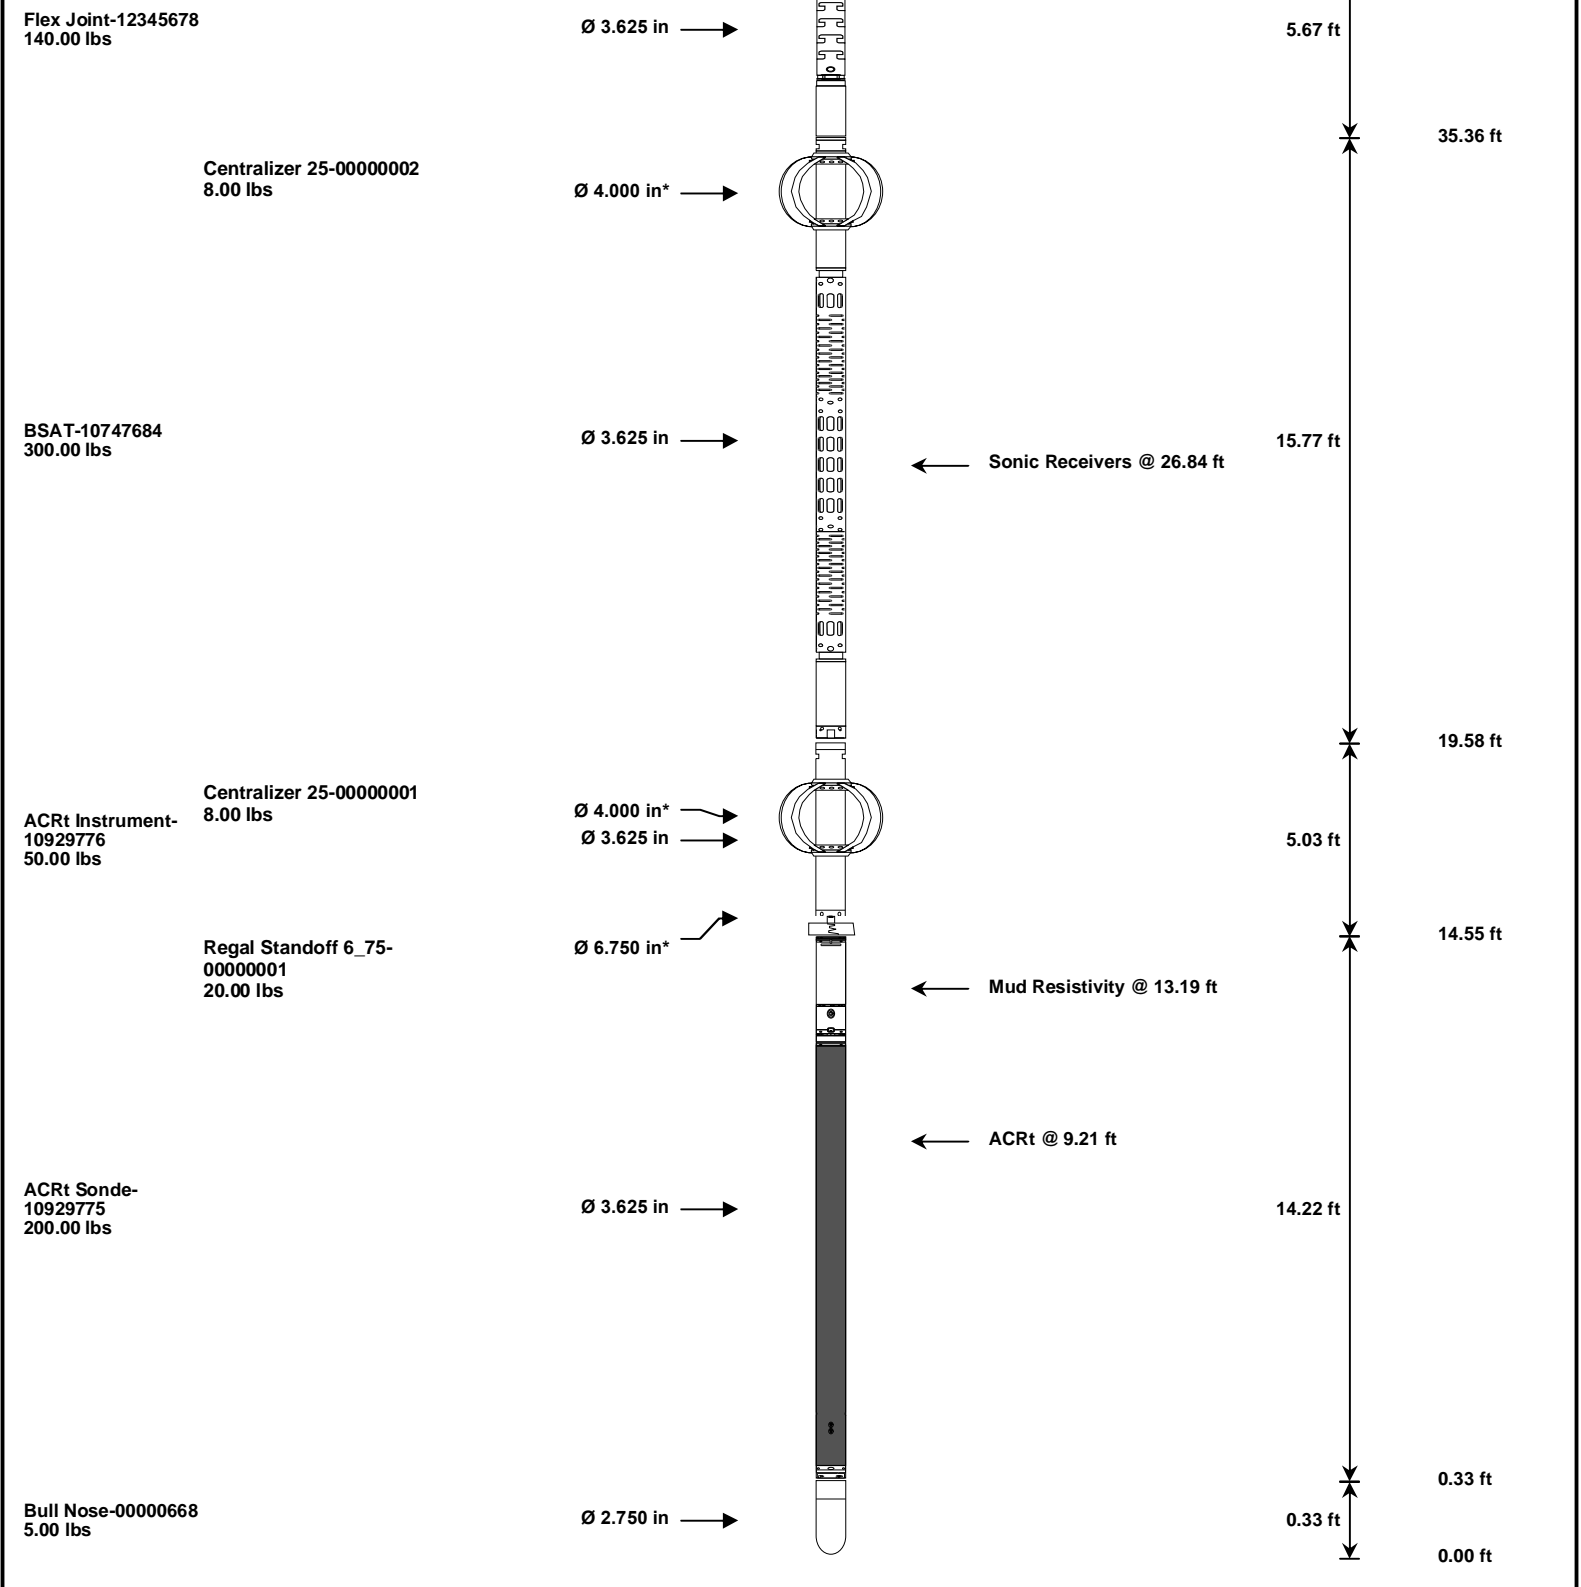 Flex Joint-12345678
140.00 lbs
Ø 3.625 in
5.67 ft
35.36 ft
Centralizer 25-00000002
8.00 lbs
Ø 4.000 in*
BSAT-10747684
300.00 lbs
Ø 3.625 in
Sonic Receivers @ 26.84 ft
15.77 ft
19.58 ft
Centralizer 25-00000001
8.00 lbs
Ø 4.000 in*
ACRt Instrument-
10929776
50.00 lbs
Ø 3.625 in
5.03 ft
14.55 ft
Regal Standoff 6_75-
00000001
20.00 lbs
Ø 6.750 in*
Mud Resistivity @ 13.19 ft
ACRt @ 9.21 ft
ACRt Sonde-
10929775
200.00 lbs
Ø 3.625 in
14.22 ft
0.33 ft
Bull Nose-00000668
5.00 lbs
Ø 2.750 in
0.33 ft
0.00 ft